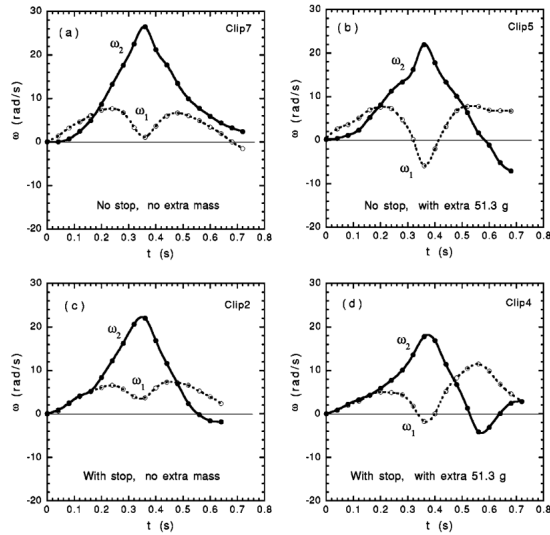 (a) Clip7
ω2
ω1
No stop, no extra mass
ω (rad/s)
30
20
10
0
-10
-20
0 0.1 0.2 0.3 0.4 0.5 0.6 0.7 0.8
t (s)
(b) Clip5
ω2
ω1
No stop, with extra 51.3 g
ω (rad/s)
30
20
10
0
-10
-20
0 0.1 0.2 0.3 0.4 0.5 0.6 0.7 0.8
t (s)
(c) Clip2
ω2
ω1
With stop, no extra mass
ω (rad/s)
30
20
10
0
-10
-20
0 0.1 0.2 0.3 0.4 0.5 0.6 0.7 0.8
t (s)
(d) Clip4
ω2
ω1
With stop, with extra 51.3 g
ω (rad/s)
30
20
10
0
-10
-20
0 0.1 0.2 0.3 0.4 0.5 0.6 0.7 0.8
t (s)